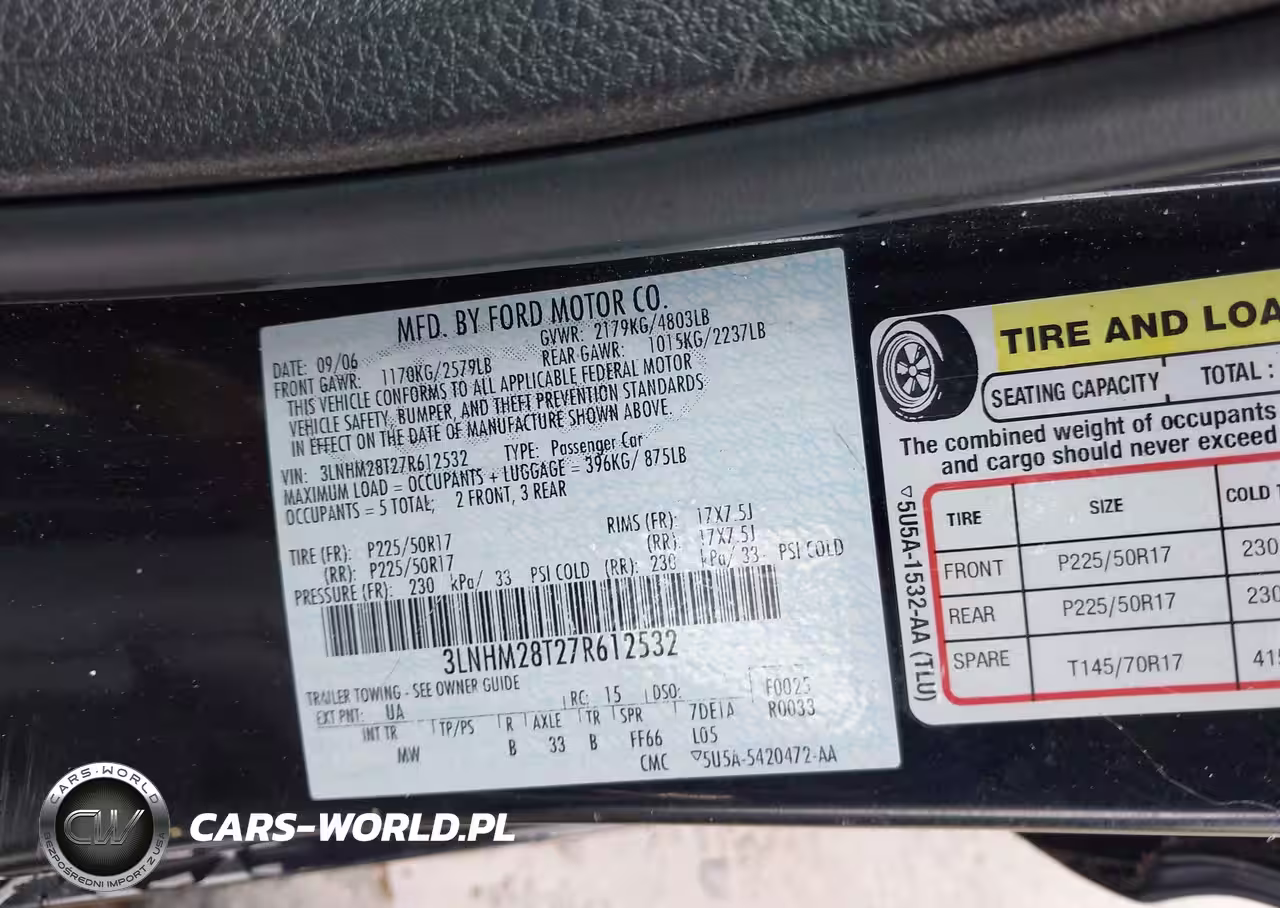 MFD. BY FORD MOTOR CO.
DATE: 09/06 GVWR: 2179KG/4803LB
FRONT GAWR: 1170KG/2579LB REAR GAWR: 1015KG/2237LB
THIS VEHICLE CONFORMS TO ALL APPLICABLE FEDERAL MOTOR
VEHICLE SAFETY, BUMPER, AND THEFT PREVENTION STANDARDS
IN EFFECT ON THE DATE OF MANUFACTURE SHOWN ABOVE.
VIN: 3LNHM28T27R612532 TYPE: Passenger Car
MAXIMUM LOAD = OCCUPANTS + LUGGAGE = 396KG/ 875LB
OCCUPANTS = 5 TOTAL; 2 FRONT, 3 REAR
TIRE (FR): P225/50R17 RIMS (FR): 17X7.5J
(RR): P225/50R17 (RR): 17X7.5J
PRESSURE (FR): 230 kPa/ 33 PSI COLD (RR): 230 kPa/ 33 PSI COLD
3LNHM28T27R612532
TRAILER TOWING - SEE OWNER GUIDE
EXT PNT: UA RC: 15 DSO: F0025
INT TR TP/PS R AXLE TR SPR 7DE1A R0033
MW B 33 B FF66 L05
CMC ▽5U5A-5420472-AA
TIRE AND LOA
SEATING CAPACITY TOTAL :
The combined weight of occupants
and cargo should never exceed
TIRE SIZE COLD T
FRONT P225/50R17 230
REAR P225/50R17 230
SPARE T145/70R17 415
▽5U5A-1532-AA (TLU)
CARS-WORLD
CW
BEZPOŚREDNI IMPORT Z USA
CARS-WORLD.PL